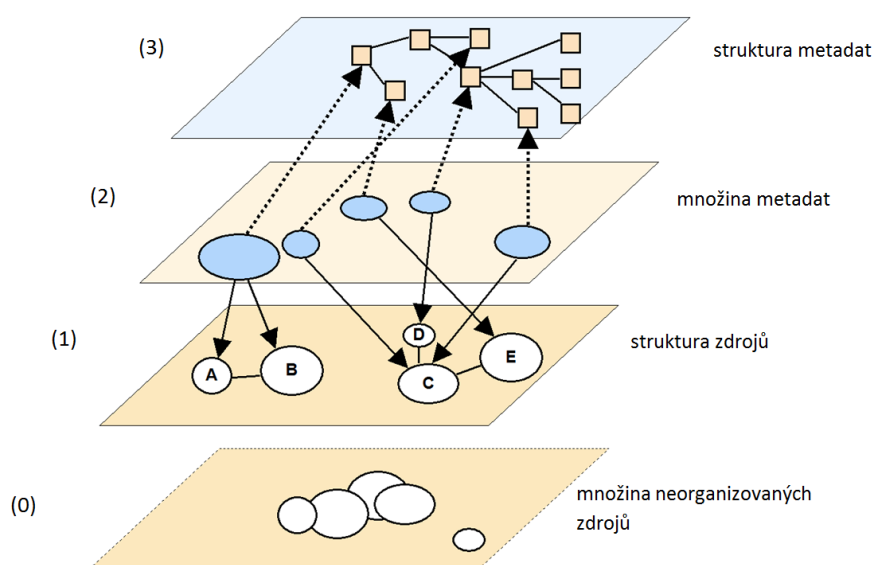 (3)
struktura metadat
(2)
množina metadat
(1)
struktura zdrojů
D
E
A
B
C
(0)
množina neorganizovaných
zdrojů